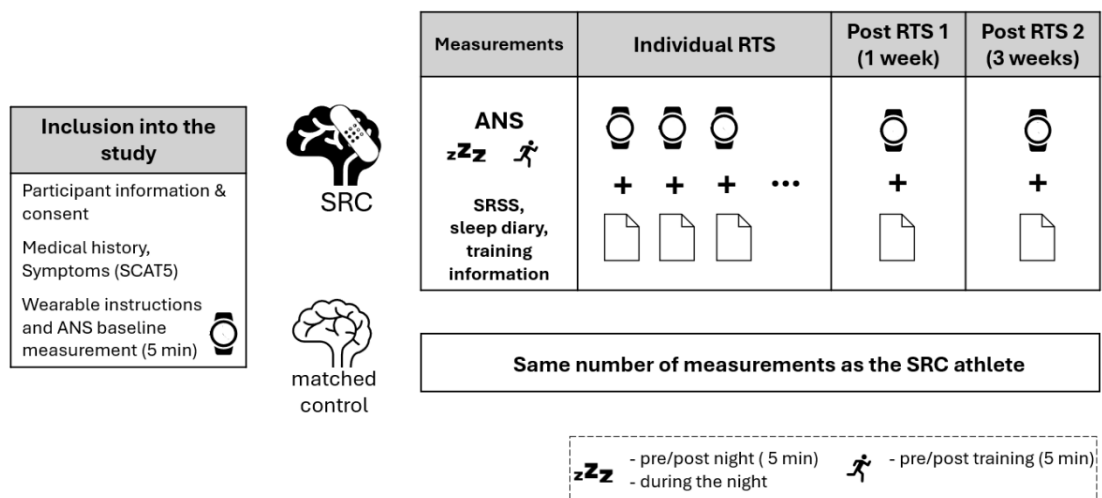 Inclusion into the
study
Participant information &
consent
Medical history,
Symptoms (SCAT5)
Wearable instructions
and ANS baseline
measurement (5 min)
SRC
matched
control
Measurements
Individual RTS
Post RTS 1
(1 week)
Post RTS 2
(3 weeks)
ANS
zZz
+ + + ...
+
+
SRSS,
sleep diary,
training
information
Same number of measurements as the SRC athlete
zZz
- pre/post night ( 5 min)
- during the night
- pre/post training (5 min)